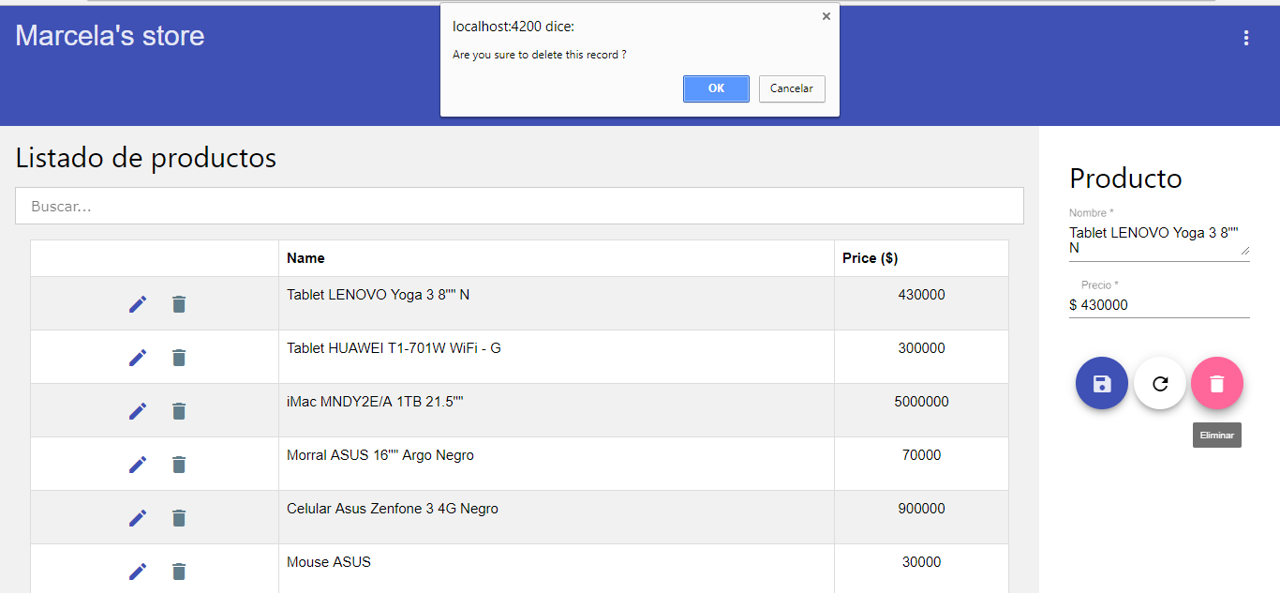 localhost:4200 dice:
Are you sure to delete this record ?
OK Cancelar
Marcela's store
Listado de productos
Buscar...
Name Price ($)
Tablet LENOVO Yoga 3 8"" N 430000
Tablet HUAWEI T1-701W WiFi - G 300000
iMac MNDY2E/A 1TB 21.5"" 5000000
Morral ASUS 16"" Argo Negro 70000
Celular Asus Zenfone 3 4G Negro 900000
Mouse ASUS 30000
Producto
Nombre *
Tablet LENOVO Yoga 3 8""
N
Precio *
$ 430000
Eliminar